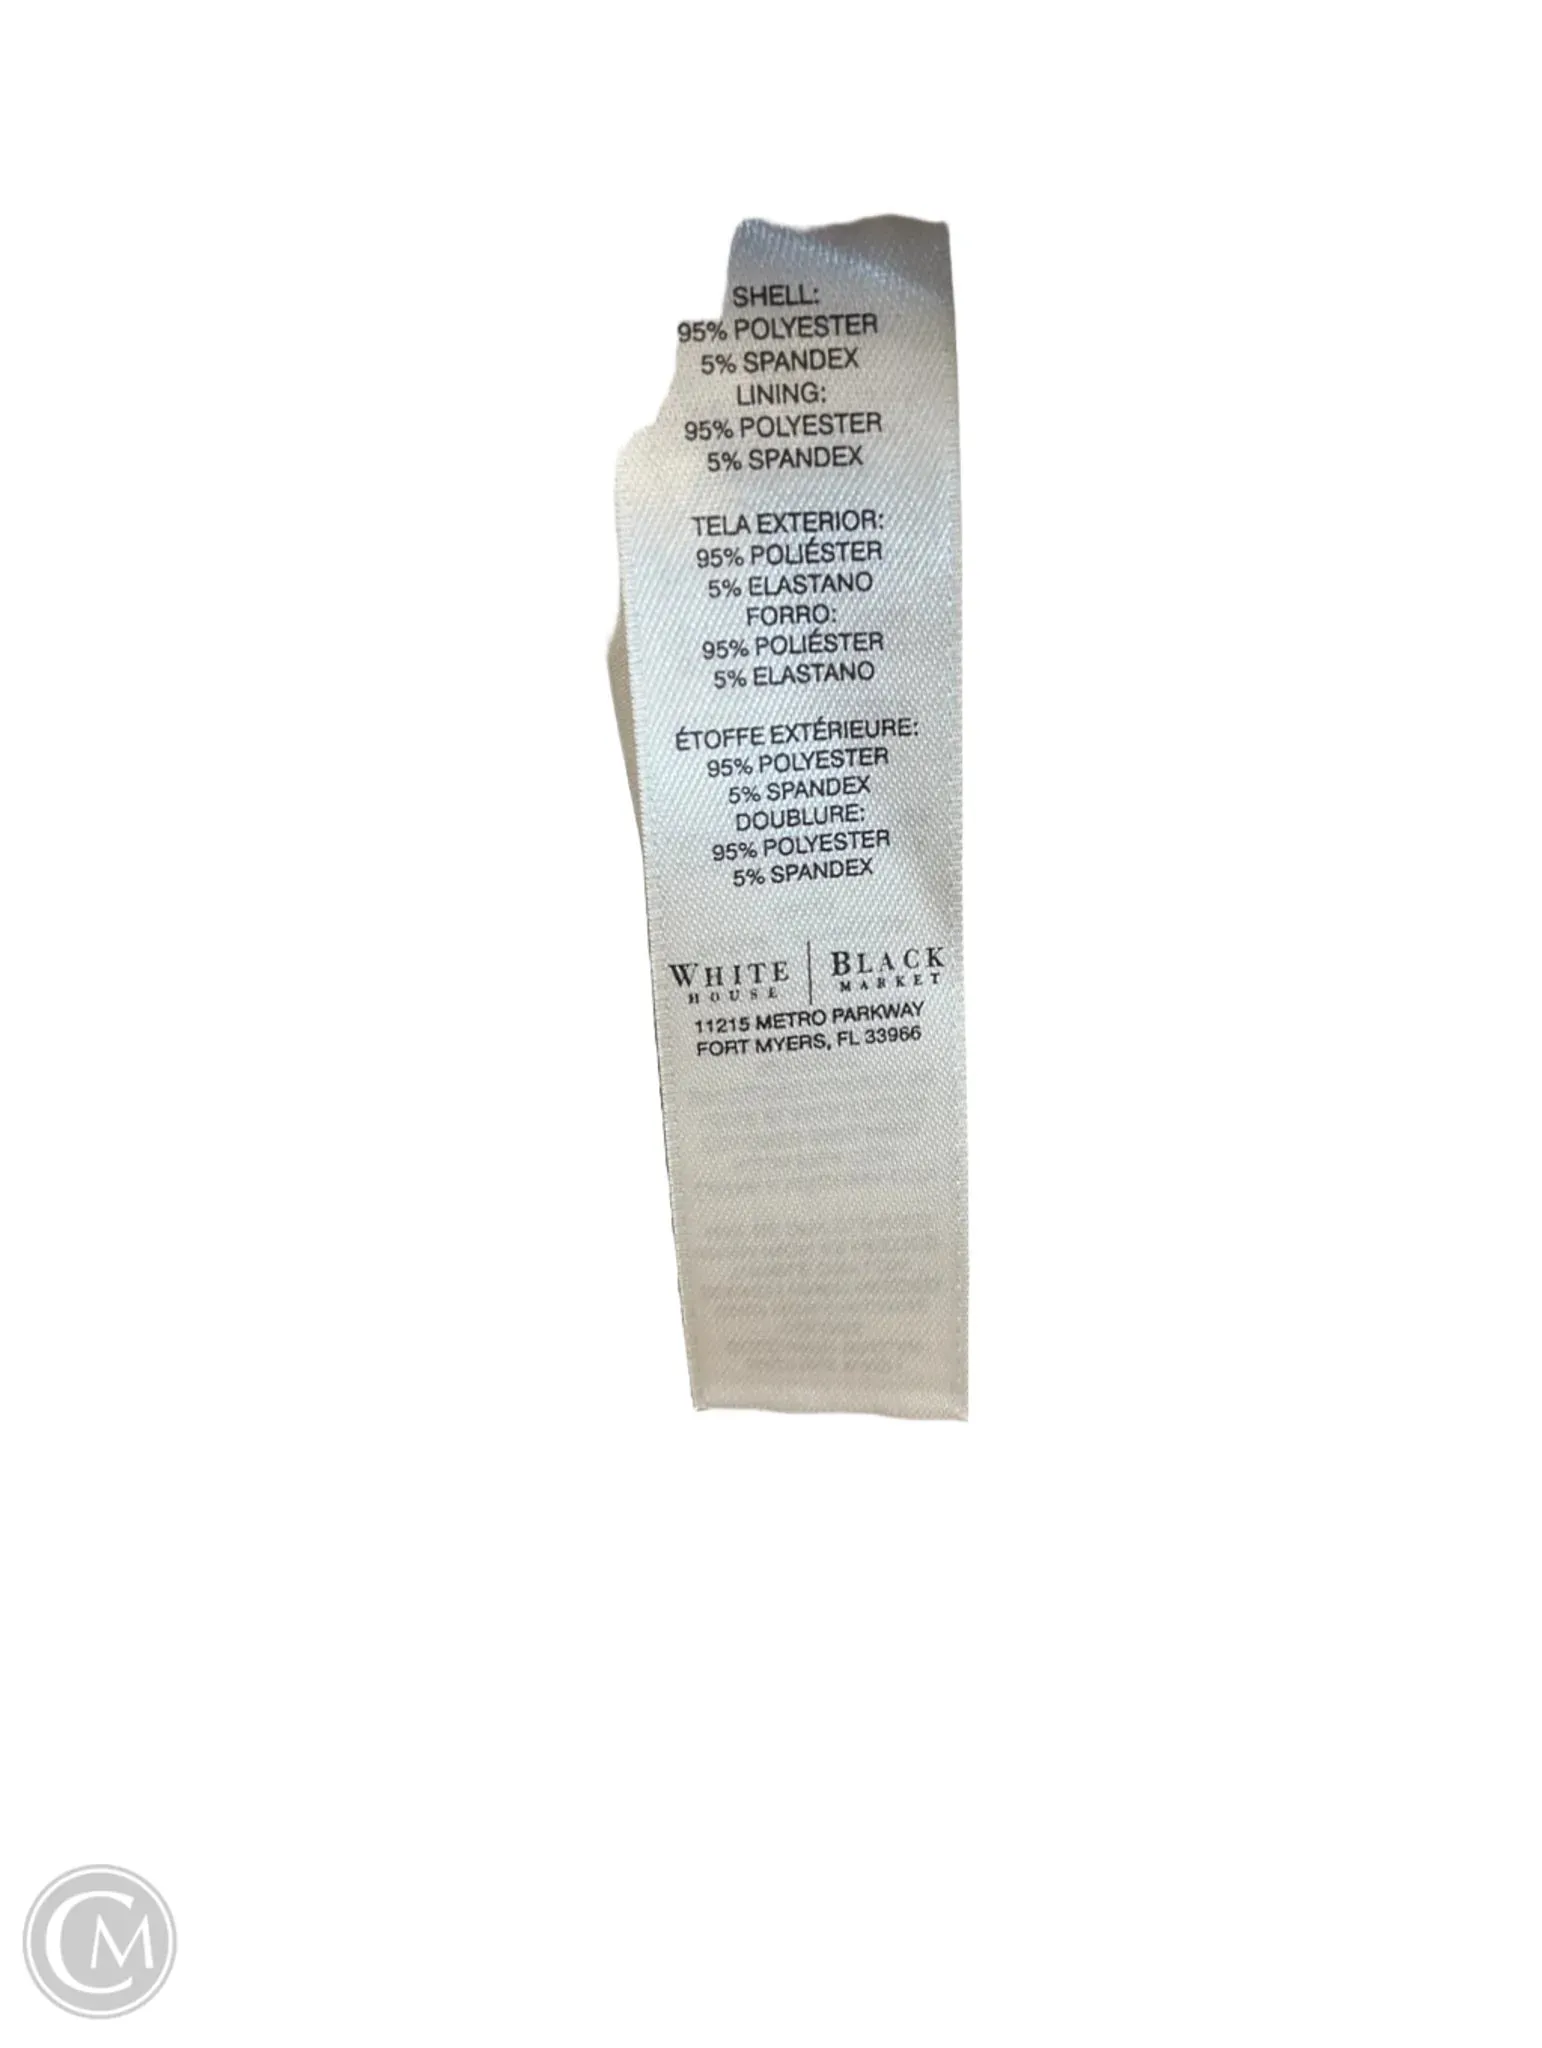 SHELL:
95% POLYESTER
5% SPANDEX
LINING:
95% POLYESTER
5% SPANDEX
TELA EXTERIOR:
95% POLIÉSTER
5% ELASTANO
FORRO:
95% POLIÉSTER
5% ELASTANO
ÉTOFFE EXTÉRIEURE:
95% POLYESTER
5% SPANDEX
DOUBLURE:
95% POLYESTER
5% SPANDEX
WHITE HOUSE | BLACK MARKET
11215 METRO PARKWAY
FORT MYERS, FL 33966
CM